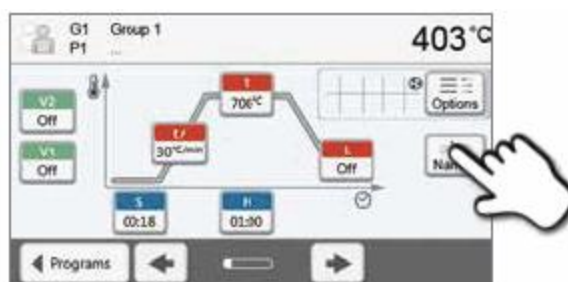 G1 Group 1
P1 ...
403°C
V2
Off
V1
Off
T
700°C
t↗
30°C/min
L
Off
S
00:18
H
01:00
Options
Programs